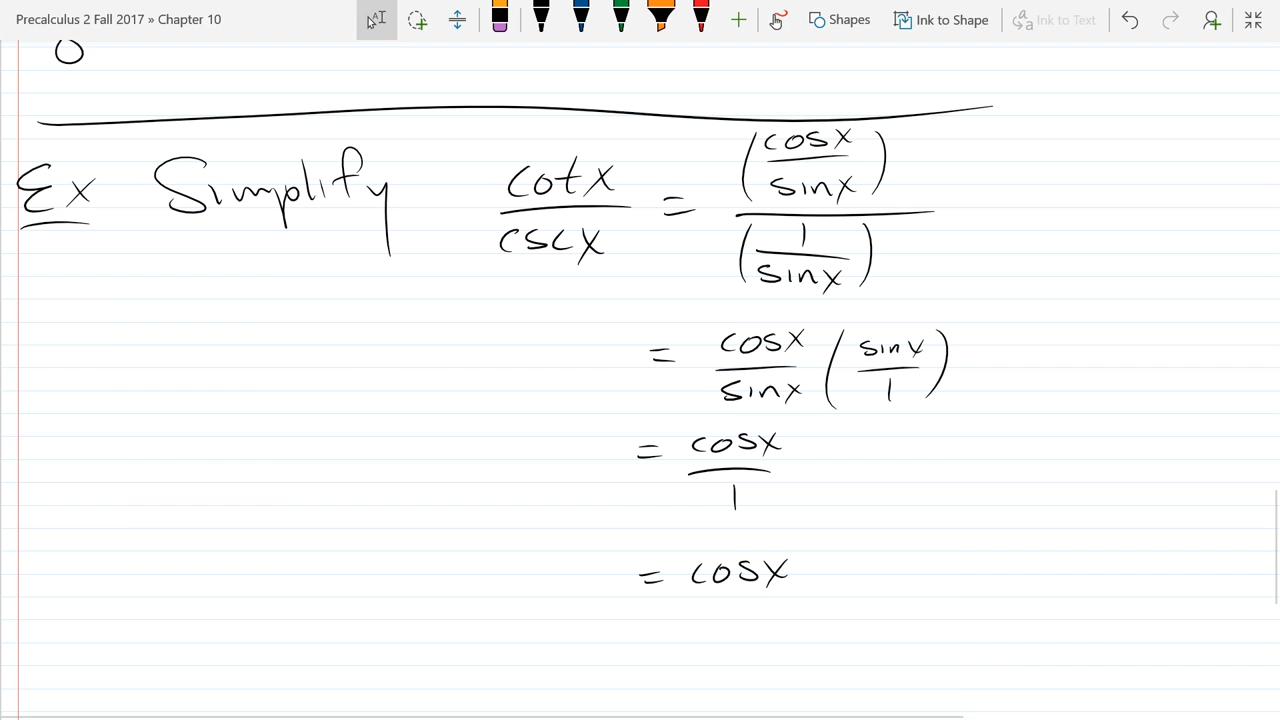 Precalculus 2 Fall 2017 » Chapter 10
Shapes
Ink to Shape
Ink to Text
Ex Simplify cotx/cscx = (cosx/sinx)/(1/sinx)
= cosx/sinx (sinx/1)
= cosx/1
= cosx